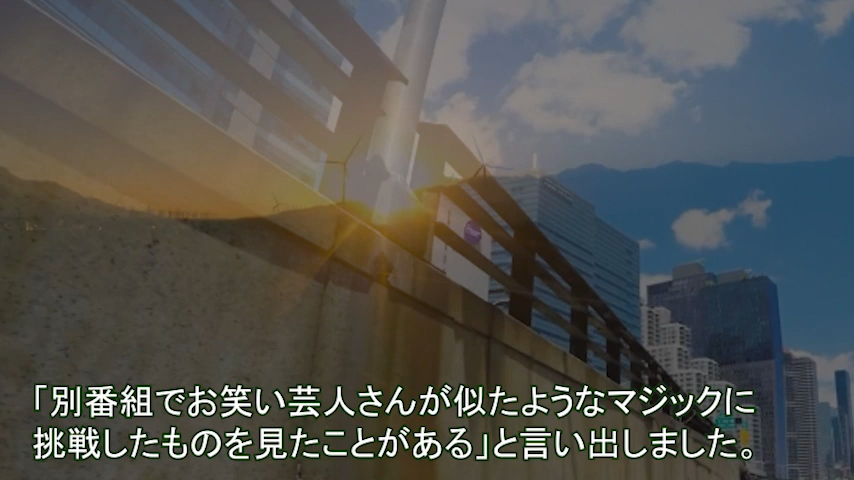 「別番組でお笑い芸人さんが似たようなマジックに
挑戦したものを見たことがある」と言い出しました。